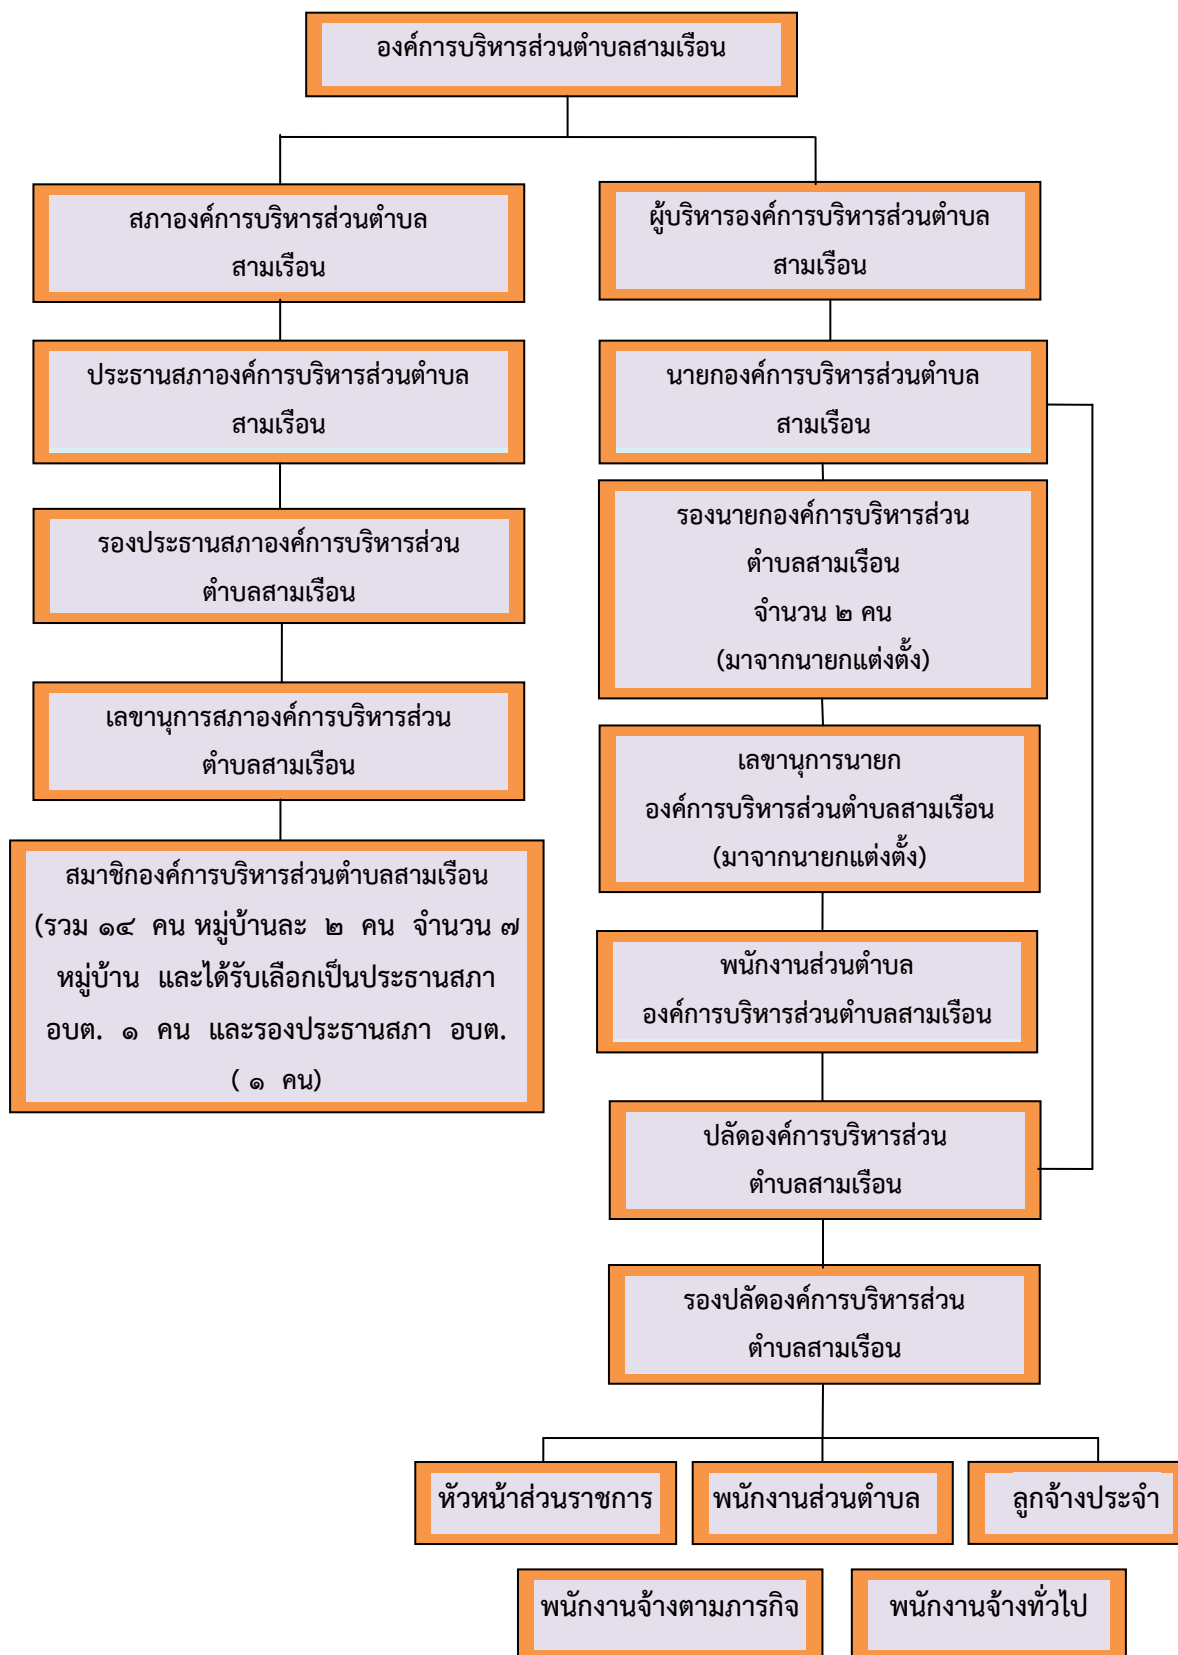 องค์การบริหารส่วนตำบลสามเรือน
สภาองค์การบริหารส่วนตำบล
สามเรือน
ผู้บริหารองค์การบริหารส่วนตำบล
สามเรือน
ประธานสภาองค์การบริหารส่วนตำบล
สามเรือน
นายกองค์การบริหารส่วนตำบล
สามเรือน
รองประธานสภาองค์การบริหารส่วน
ตำบลสามเรือน
รองนายกองค์การบริหารส่วน
ตำบลสามเรือน
จำนวน ๒ คน
(มาจากนายกแต่งตั้ง)
เลขานุการสภาองค์การบริหารส่วน
ตำบลสามเรือน
เลขานุการนายก
องค์การบริหารส่วนตำบลสามเรือน
(มาจากนายกแต่งตั้ง)
สมาชิกองค์การบริหารส่วนตำบลสามเรือน
(รวม ๑๔ คน หมู่บ้านละ ๒ คน จำนวน ๗
หมู่บ้าน และได้รับเลือกเป็นประธานสภา
อบต. ๑ คน และรองประธานสภา อบต.
( ๑ คน)
พนักงานส่วนตำบล
องค์การบริหารส่วนตำบลสามเรือน
ปลัดองค์การบริหารส่วน
ตำบลสามเรือน
รองปลัดองค์การบริหารส่วน
ตำบลสามเรือน
หัวหน้าส่วนราชการ
พนักงานส่วนตำบล
ลูกจ้างประจำ
พนักงานจ้างตามภารกิจ
พนักงานจ้างทั่วไป